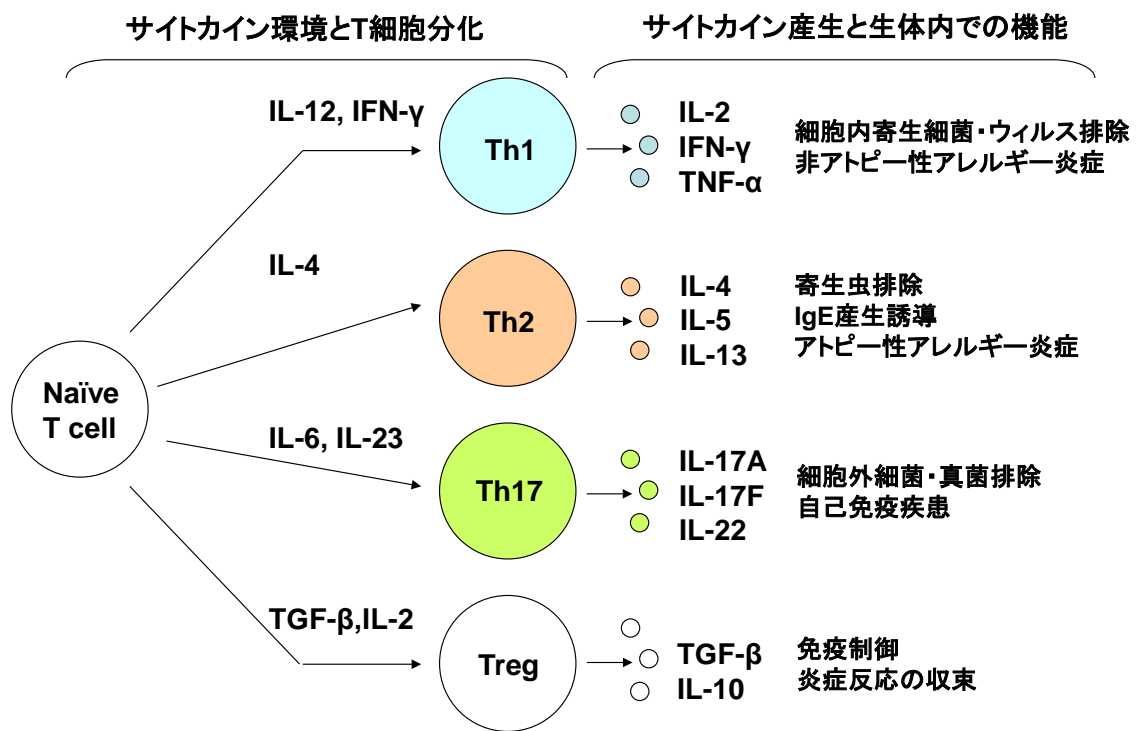 サイトカイン環境とT細胞分化
サイトカイン産生と生体内での機能
IL-12, IFN-γ
Th1
IL-2
IFN-γ
TNF-α
細胞内寄生細菌・ウィルス排除
非アトピー性アレルギー炎症
IL-4
Th2
IL-4
IL-5
IL-13
寄生虫排除
IgE産生誘導
アトピー性アレルギー炎症
Naïve
T cell
IL-6, IL-23
Th17
IL-17A
IL-17F
IL-22
細胞外細菌・真菌排除
自己免疫疾患
TGF-β,IL-2
Treg
TGF-β
IL-10
免疫制御
炎症反応の収束